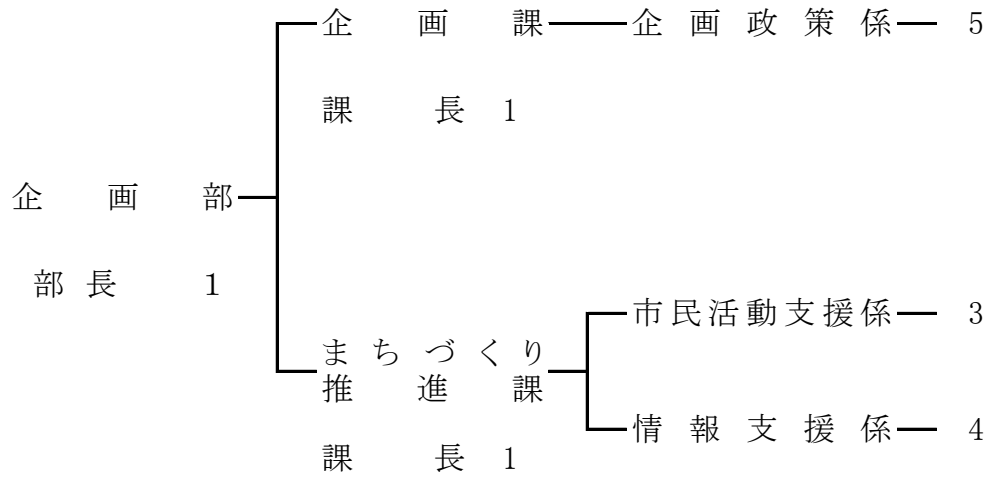 企画部
部長 1
企画課
課長 1
企画政策係 5
まちづくり
推進課
課長 1
市民活動支援係 3
情報支援係 4